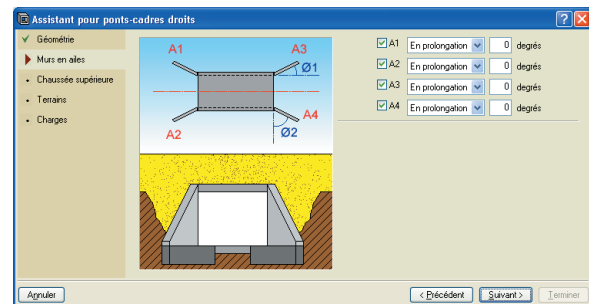 Assistant pour ponts-cadres droits
Géométrie
Murs en ailes
Chaussée supérieure
Terrains
Charges
A1
A3
Ø1
A4
A2
Ø2
A1 En prolongation 0 degrés
A2 En prolongation 0 degrés
A3 En prolongation 0 degrés
A4 En prolongation 0 degrés
Annuler
< Précédent
Suivant >
Terminer